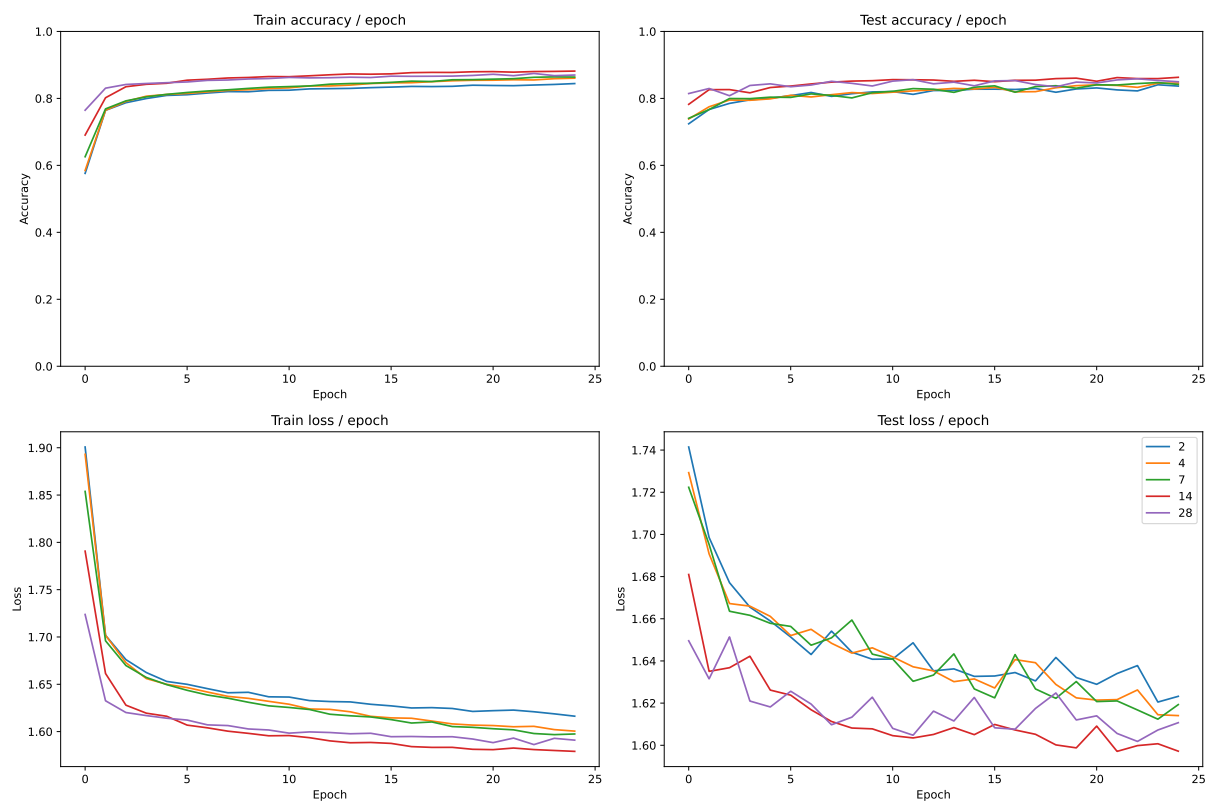 Train accuracy / epoch
1.0
0.8
0.6
0.4
0.2
0.0
Accuracy
0 5 10 15 20 25
Epoch
Test accuracy / epoch
1.0
0.8
0.6
0.4
0.2
0.0
Accuracy
0 5 10 15 20 25
Epoch
Train loss / epoch
1.90
1.85
1.80
1.75
1.70
1.65
1.60
Loss
0 5 10 15 20 25
Epoch
Test loss / epoch
1.74
1.72
1.70
1.68
1.66
1.64
1.62
1.60
Loss
2
4
7
14
28
0 5 10 15 20 25
Epoch